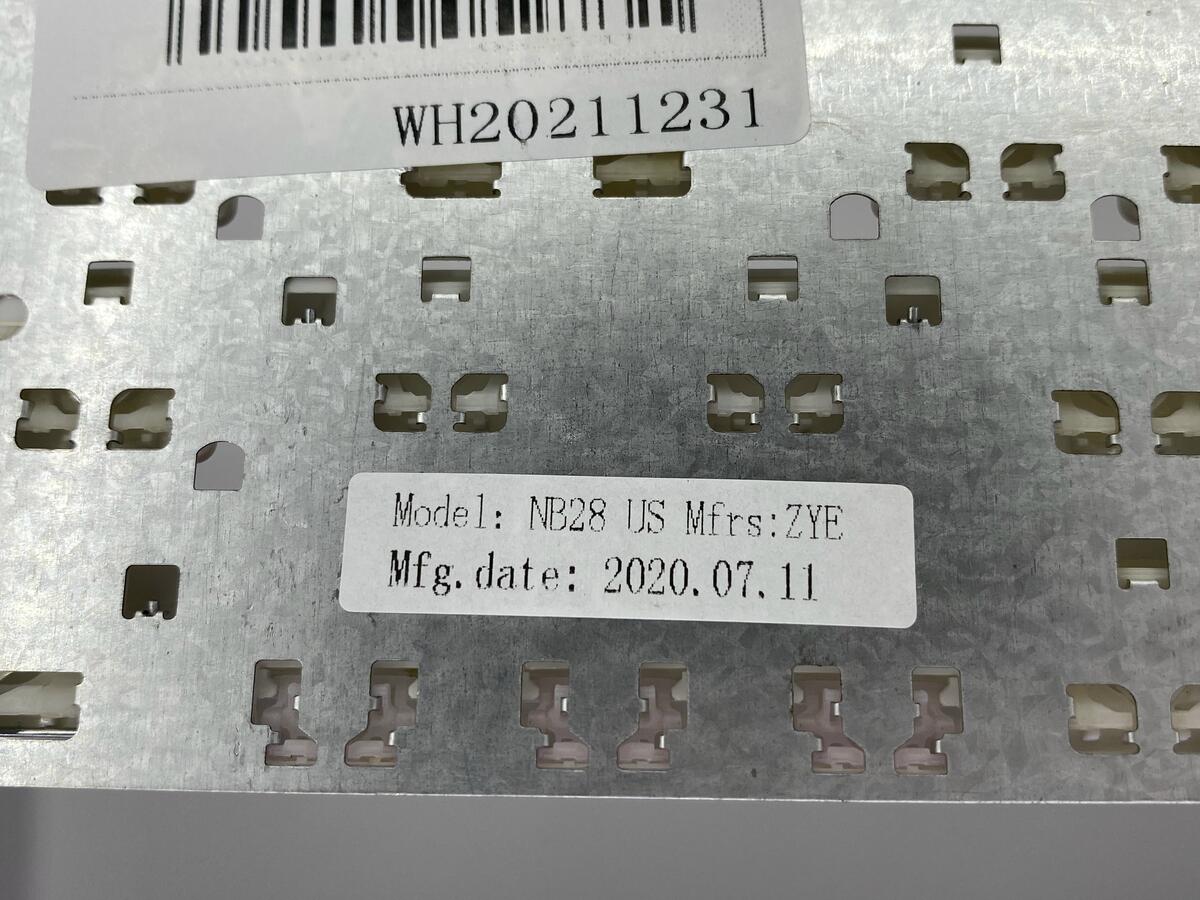 WH20211231
Model: NB28 US Mfrs:ZYE
Mfg.date: 2020.07.11